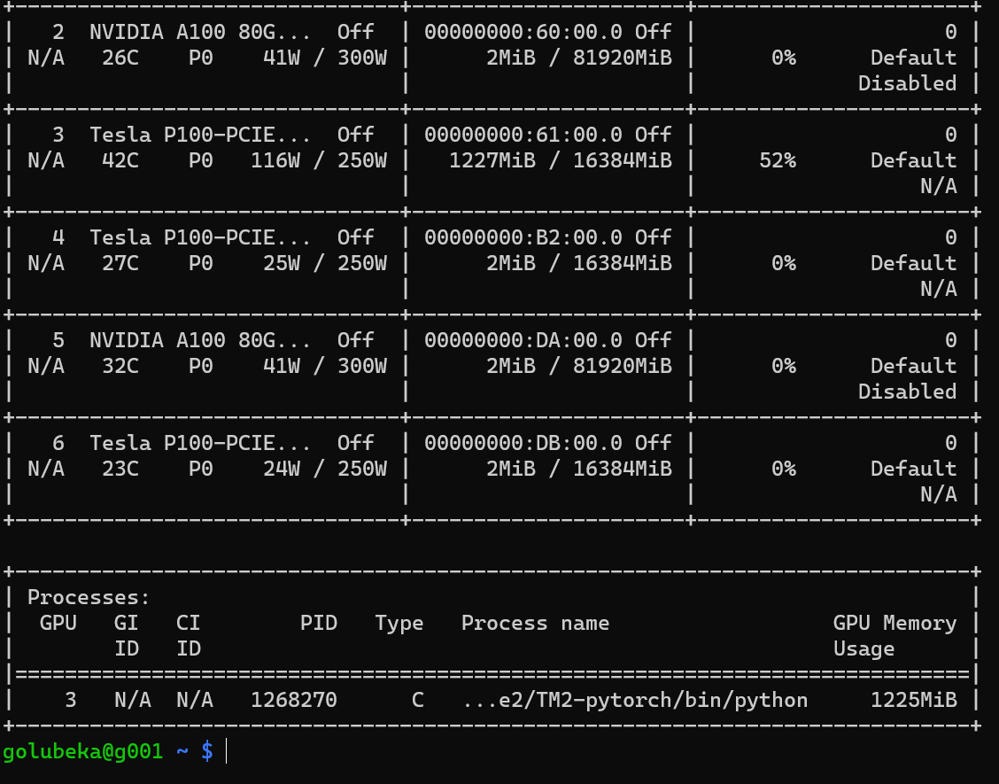 +-------------------------------+----------------------+----------------------+
|   2  NVIDIA A100 80G...  Off  | 00000000:60:00.0 Off |                    0 |
| N/A   26C    P0    41W / 300W |      2MiB / 81920MiB |      0%      Default |
|                               |                      |             Disabled |
+-------------------------------+----------------------+----------------------+
|   3  Tesla P100-PCIE...  Off  | 00000000:61:00.0 Off |                    0 |
| N/A   42C    P0   116W / 250W |   1227MiB / 16384MiB |     52%      Default |
|                               |                      |                  N/A |
+-------------------------------+----------------------+----------------------+
|   4  Tesla P100-PCIE...  Off  | 00000000:B2:00.0 Off |                    0 |
| N/A   27C    P0    25W / 250W |      2MiB / 16384MiB |      0%      Default |
|                               |                      |                  N/A |
+-------------------------------+----------------------+----------------------+
|   5  NVIDIA A100 80G...  Off  | 00000000:DA:00.0 Off |                    0 |
| N/A   32C    P0    41W / 300W |      2MiB / 81920MiB |      0%      Default |
|                               |                      |             Disabled |
+-------------------------------+----------------------+----------------------+
|   6  Tesla P100-PCIE...  Off  | 00000000:DB:00.0 Off |                    0 |
| N/A   23C    P0    24W / 250W |      2MiB / 16384MiB |      0%      Default |
|                               |                      |                  N/A |
+-------------------------------+----------------------+----------------------+

+-----------------------------------------------------------------------------+
| Processes:                                                                  |
|  GPU   GI   CI        PID   Type   Process name                  GPU Memory |
|        ID   ID                                                   Usage      |
|=============================================================================|
|    3   N/A  N/A   1268270      C   ...e2/TM2-pytorch/bin/python     1225MiB |
+-----------------------------------------------------------------------------+
golubeka@g001 ~ $